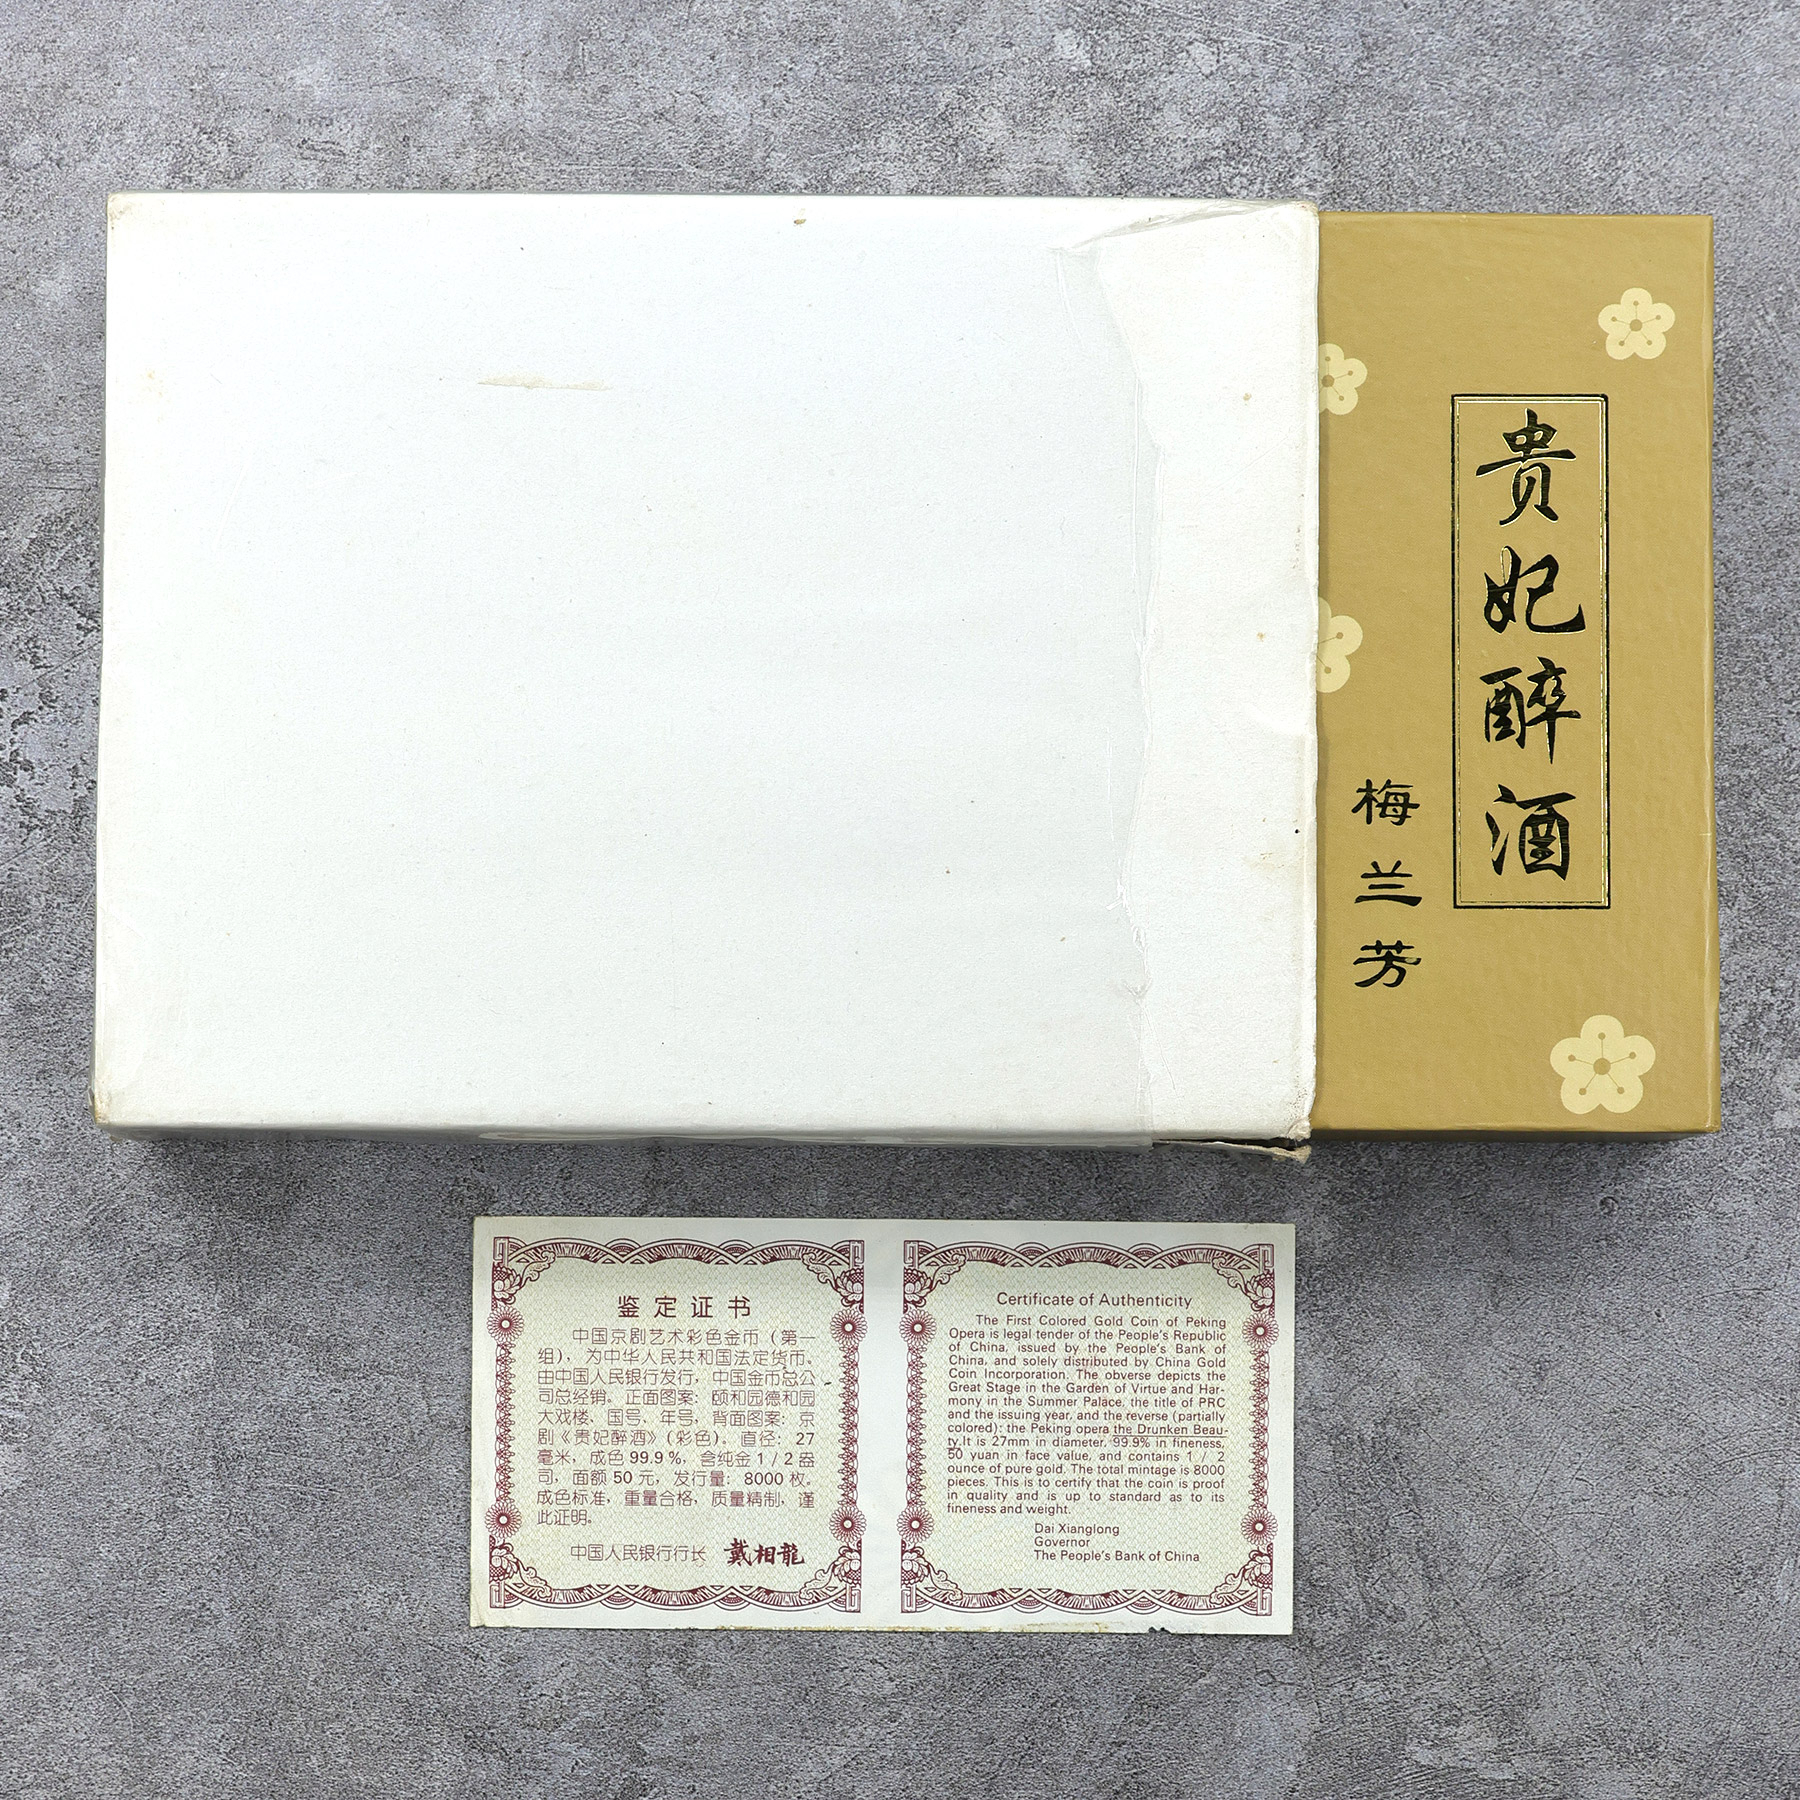 贵妃醉酒
梅兰芳
鉴定证书
中国京剧艺术彩色金币（第一
组），为中华人民共和国法定货币。
由中国人民银行发行，中国金币总公
司总经销。正面图案：颐和园德和园
大戏楼、国号、年号，背面图案：京
剧《贵妃醉酒》（彩色）。直径：27
毫米，成色 99.9%，含纯金 1 / 2 盎
司，面额 50 元，发行量：8000 枚。
成色标准，重量合格，质量精制，谨
此证明。
中国人民银行行长 戴相龍
Certificate of Authenticity
The First Colored Gold Coin of Peking
Opera is legal tender of the People's Republic
of China, issued by the People's Bank of
China, and solely distributed by China Gold
Coin Incorporation. The obverse depicts the
Great Stage in the Garden of Virtue and Har-
mony in the Summer Palace, the title of PRC
and the issuing year, and the reverse (partially
colored): the Peking opera the Drunken Beau-
ty.It is 27mm in diameter, 99.9% in fineness,
50 yuan in face value, and contains 1 / 2
ounce of pure gold. The total mintage is 8000
pieces. This is to certify that the coin is proof
in quality and is up to standard as to its
fineness and weight.
Dai Xianglong
Governor
The People's Bank of China